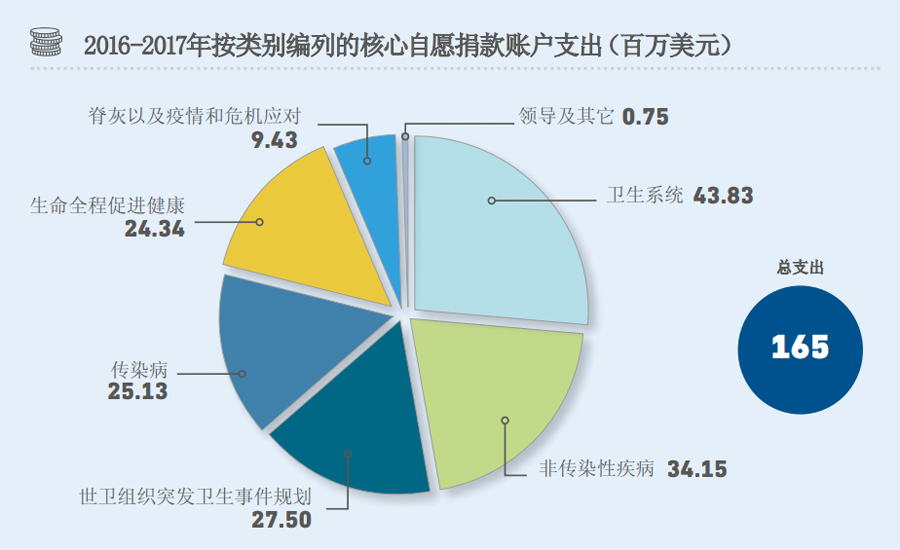 2016-2017年按类别编列的核心自愿捐款账户支出（百万美元）
脊灰以及疫情和危机应对
9.43
领导及其它 0.75
卫生系统 43.83
生命全程促进健康
24.34
总支出
165
传染病
25.13
非传染性疾病 34.15
世卫组织突发卫生事件规划
27.50